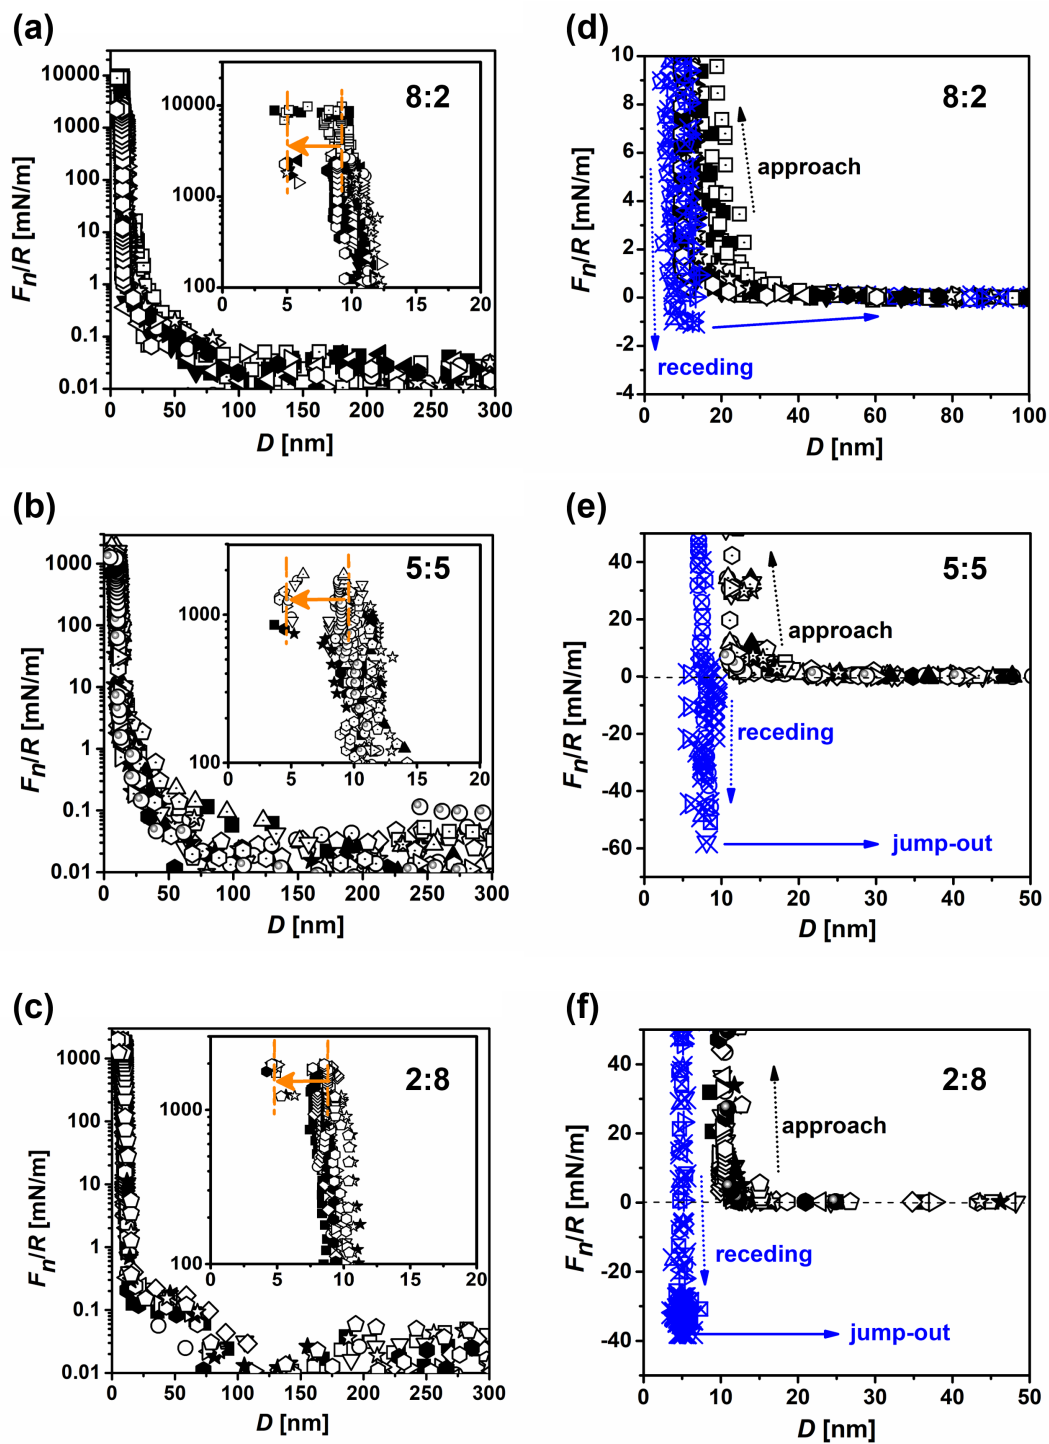 (a)
8:2
10000
1000
100
10
1
0.1
0.01
0 50 100 150 200 250 300
10000
1000
100
0 5 10 15 20
Fn/R [mN/m]
D [nm]
(d)
8:2
10
8
6
4
2
0
-2
-4
0 20 40 60 80 100
approach
receding
Fn/R [mN/m]
D [nm]
(b)
5:5
1000
100
10
1
0.1
0.01
0 50 100 150 200 250 300
1000
100
0 5 10 15 20
Fn/R [mN/m]
D [nm]
(e)
5:5
40
20
0
-20
-40
-60
0 10 20 30 40 50
approach
receding
jump-out
Fn/R [mN/m]
D [nm]
(c)
2:8
1000
100
10
1
0.1
0.01
0 50 100 150 200 250 300
1000
100
0 5 10 15 20
Fn/R [mN/m]
D [nm]
(f)
2:8
40
20
0
-20
-40
0 10 20 30 40 50
approach
receding
jump-out
Fn/R [mN/m]
D [nm]